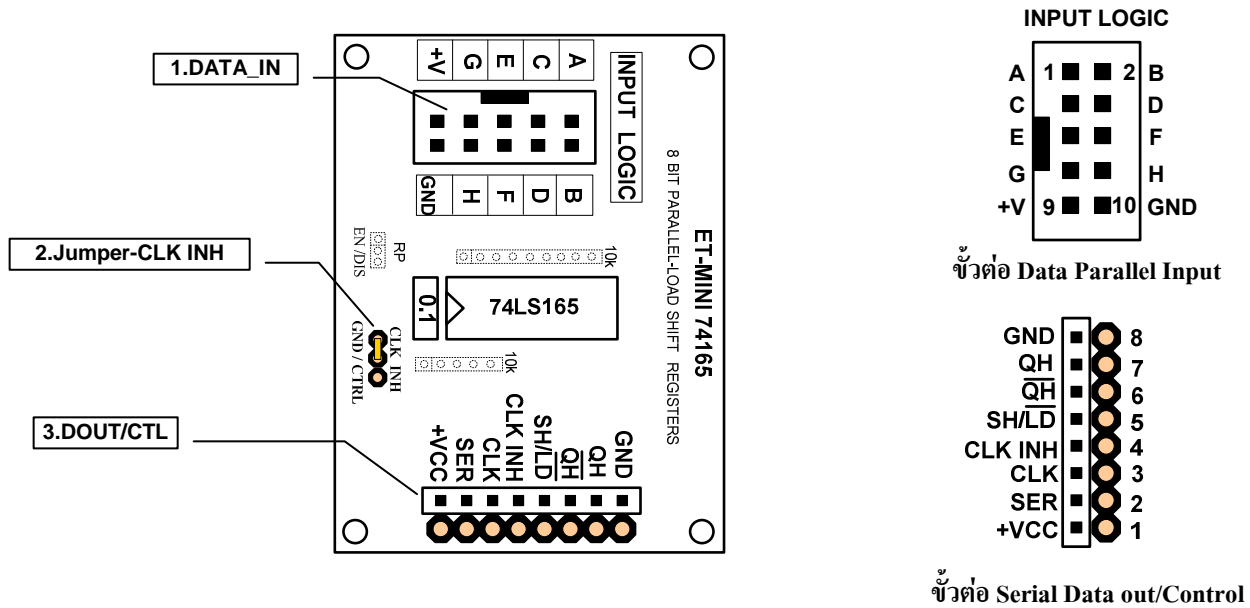 1.DATA_IN
+V G E C A
INPUT LOGIC
GND H F D B
8 BIT PARALLEL-LOAD SHIFT REGISTERS
ET-MINI 74165
2.Jumper-CLK INH
RP
EN /DIS
10k
0.1
74LS165
CLK INH
GND / CTRL
10k
3.DOUT/CTL
+VCC SER CLK CLK INH SH/LD QH QH GND
INPUT LOGIC
A 1 2 B
C D
E F
G H
+V 9 10 GND
ขั้วต่อ Data Parallel Input
GND 8
QH 7
QH 6
SH/LD 5
CLK INH 4
CLK 3
SER 2
+VCC 1
ขั้วต่อ Serial Data out/Control